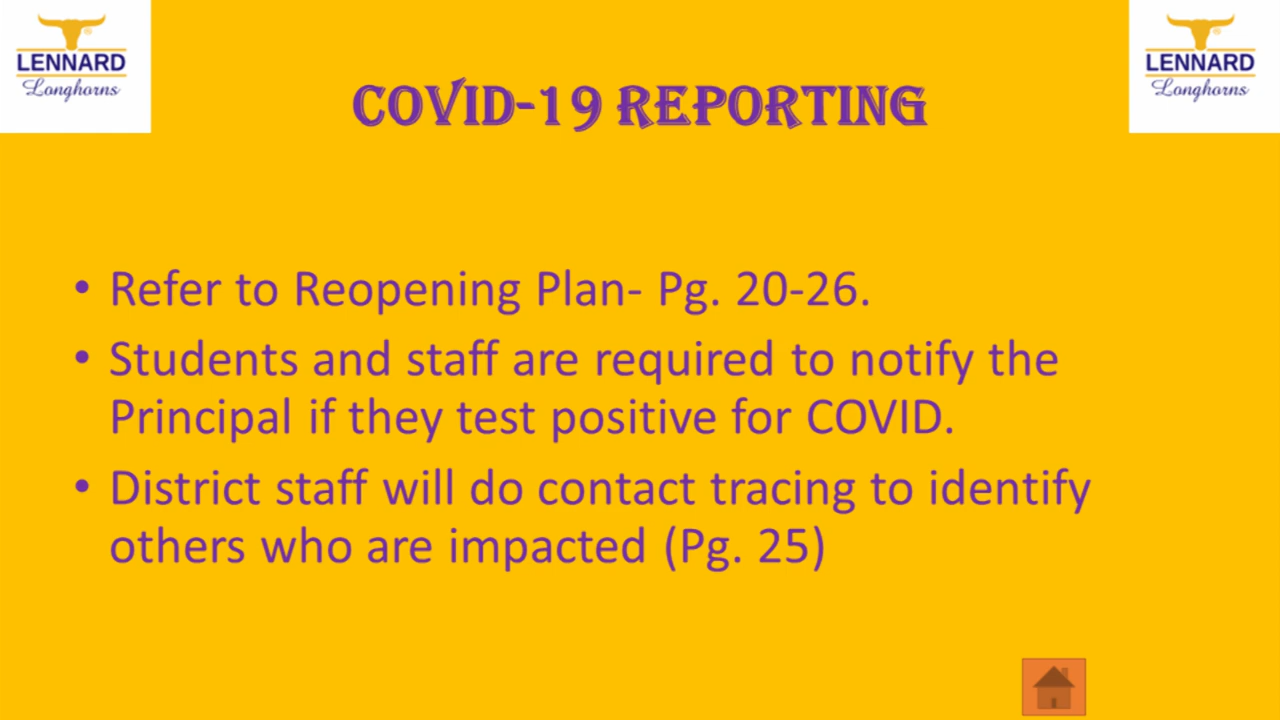 LENNARD
Longhorns
LENNARD
Longhorns
COVID-19 REPORTING
• Refer to Reopening Plan- Pg. 20-26.
• Students and staff are required to notify the
Principal if they test positive for COVID.
• District staff will do contact tracing to identify
others who are impacted (Pg. 25)